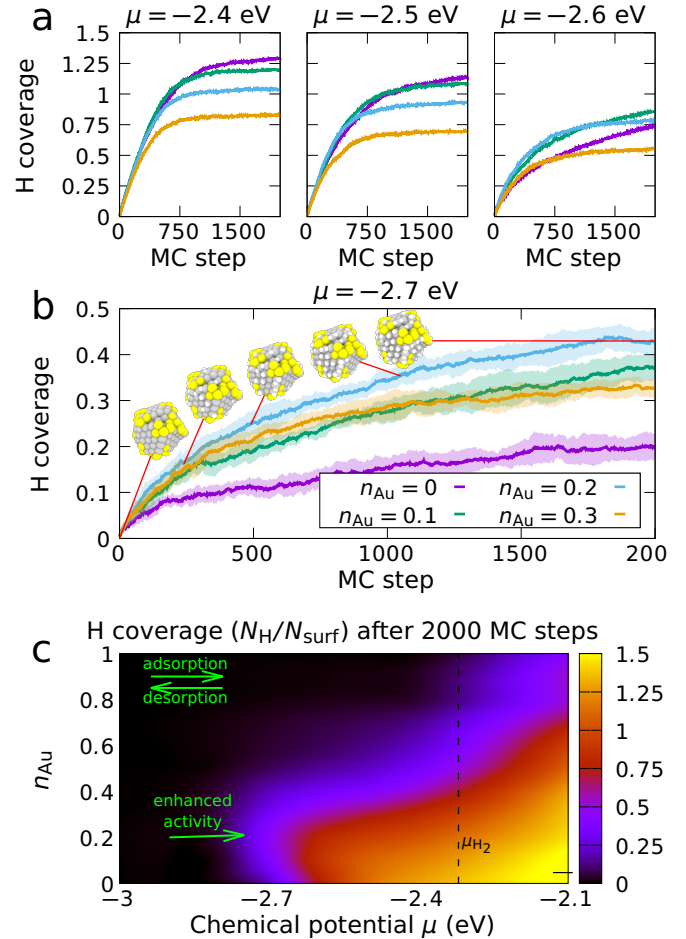 a
μ = −2.4 eV
μ = −2.5 eV
μ = −2.6 eV
H coverage
1.5
1.25
1
0.75
0.5
0.25
0
0 750 1500
0 750 1500
0 750 1500
MC step
MC step
MC step
b
μ = −2.7 eV
H coverage
0.5
0.4
0.3
0.2
0.1
0
n_Au = 0
n_Au = 0.2
n_Au = 0.1
n_Au = 0.3
0 500 1000 1500 200
MC step
c
H coverage (N_H/N_surf) after 2000 MC steps
n_Au
1
0.8
0.6
0.4
0.2
0
adsorption
desorption
enhanced
activity
μ_H₂
1.5
1.25
1
0.75
0.5
0.25
0
−3 −2.7 −2.4 −2.1
Chemical potential μ (eV)